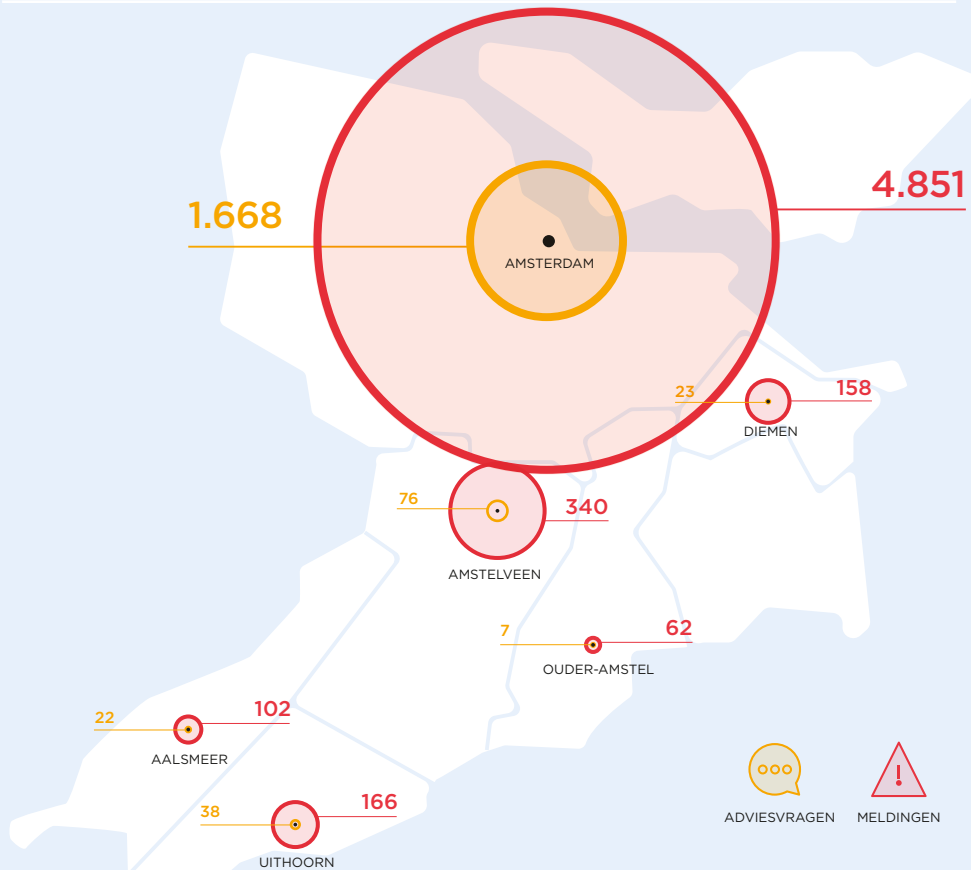 4.851
1.668
AMSTERDAM
23
158
DIEMEN
76
340
AMSTELVEEN
7
62
OUDER-AMSTEL
22
102
AALSMEER
38
166
UITHOORN
!
ADVIESVRAGEN
MELDINGEN